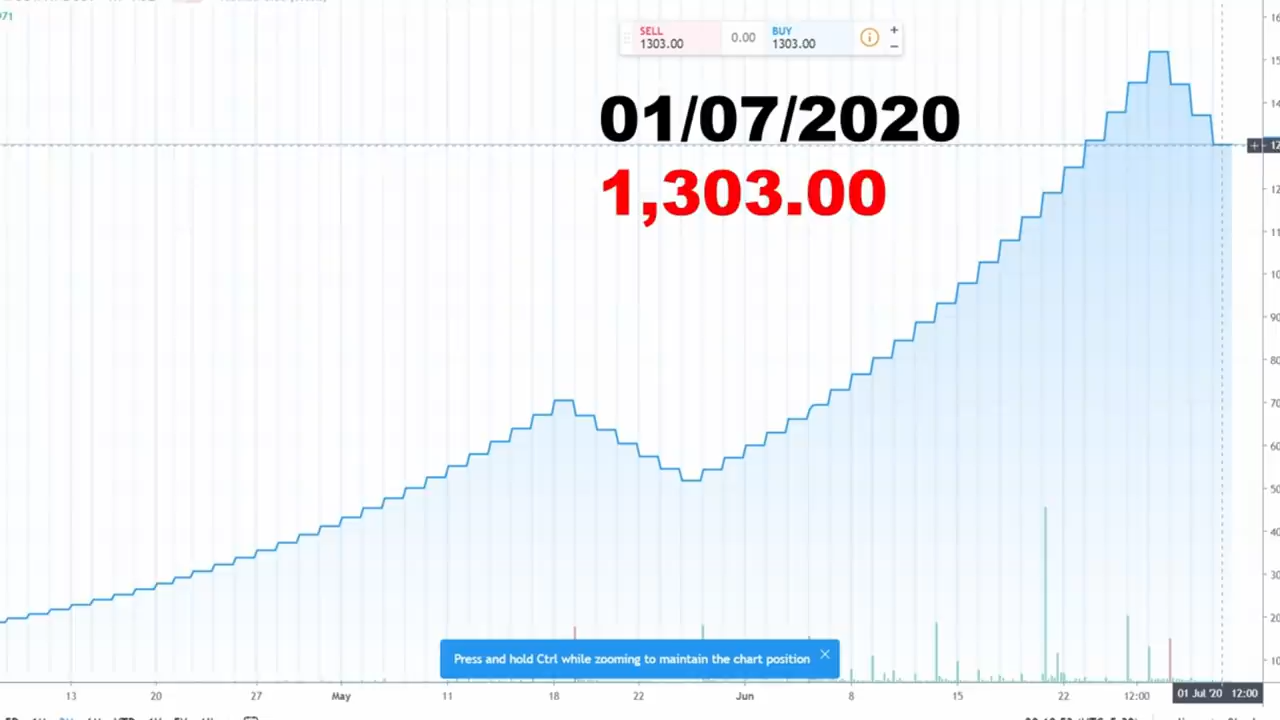 971
SELL
1303.00
0.00
BUY
1303.00
01/07/2020
1,303.00
Press and hold Ctrl while zooming to maintain the chart position
13
20
27
May
11
18
22
Jun
8
15
22
12:00
01 Jul '20 12:00